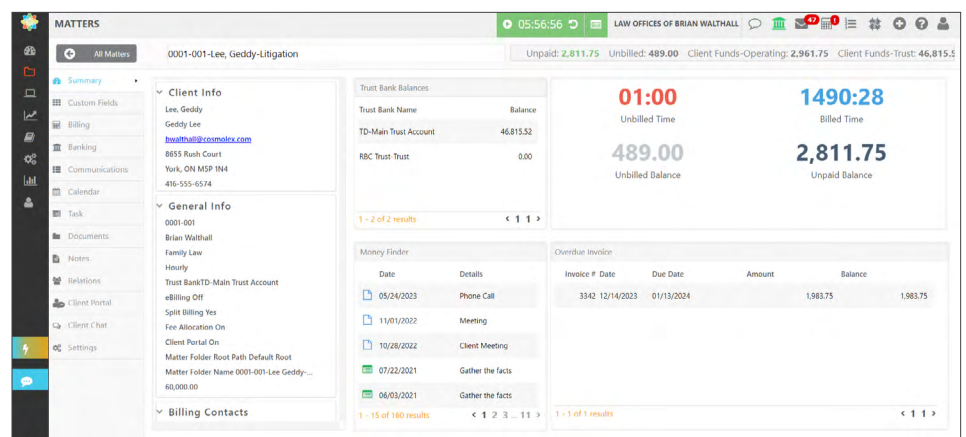 MATTERS
05:56:56
LAW OFFICES OF BRIAN WALTHALL
47
All Matters
0001-001-Lee, Geddy-Litigation
Unpaid: 2,811.75 Unbilled: 489.00 Client Funds-Operating: 2,961.75 Client Funds-Trust: 46,815.5
Summary
Custom Fields
Billing
Banking
Communications
Calendar
Task
Documents
Notes
Relations
Client Portal
Client Chat
Settings
Client Info
Lee, Geddy
Geddy Lee
bwalthall@cosmolex.com
8655 Rush Court
York, ON M5P 1N4
416-555-6574
General Info
0001-001
Brian Walthall
Family Law
Hourly
Trust BankTD-Main Trust Account
eBilling Off
Split Billing Yes
Fee Allocation On
Client Portal On
Matter Folder Root Path Default Root
Matter Folder Name 0001-001-Lee Geddy-...
60,000.00
Billing Contacts
Trust Bank Balances
Trust Bank Name Balance
TD-Main Trust Account 46,815.52
RBC Trust-Trust 0.00
1 - 2 of 2 results < 1 1 >
01:00
Unbilled Time
1490:28
Billed Time
489.00
Unbilled Balance
2,811.75
Unpaid Balance
Money Finder
Date Details
05/24/2023 Phone Call
11/01/2022 Meeting
10/28/2022 Client Meeting
07/22/2021 Gather the facts
06/03/2021 Gather the facts
1 - 15 of 160 results < 1 2 3 ... 11 >
Overdue Invoice
Invoice # Date Due Date Amount Balance
3342 12/14/2023 01/13/2024 1,983.75 1,983.75
1 - 1 of 1 results < 1 1 >